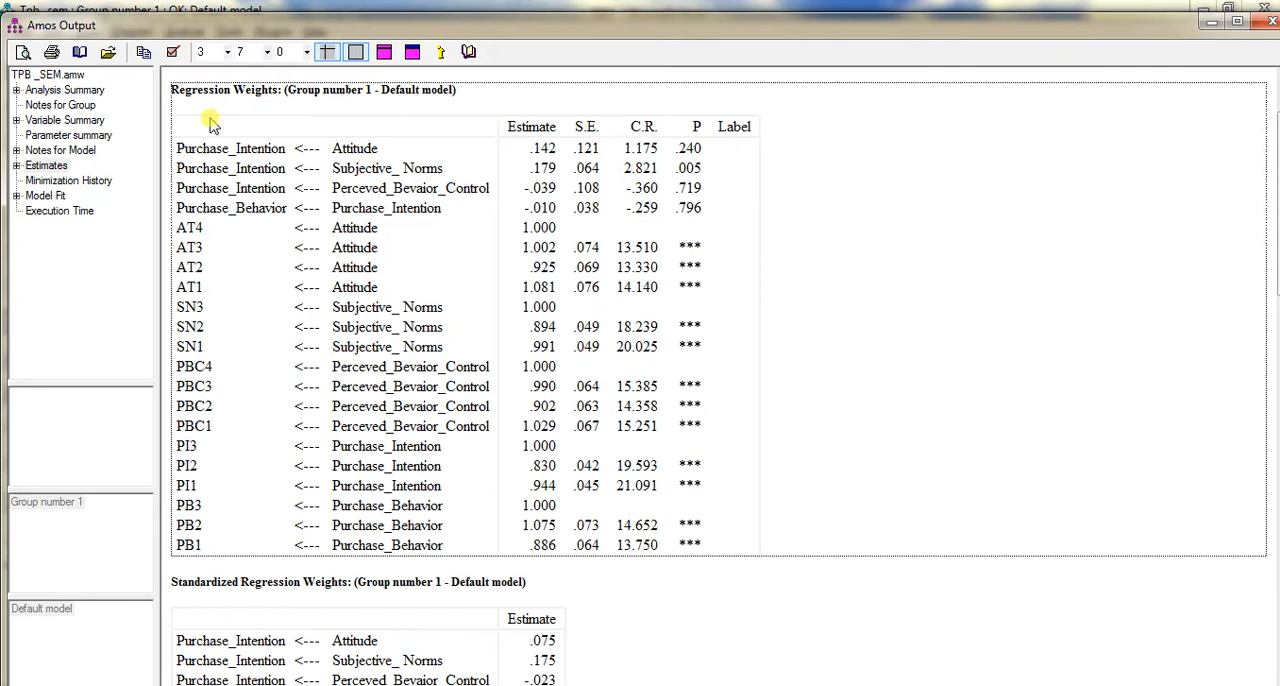 Tpb_sem : Group number 1 : OK: Default model
Amos Output
3 7 0
TPB _SEM.amw
Analysis Summary
Notes for Group
Variable Summary
Parameter summary
Notes for Model
Estimates
Minimization History
Model Fit
Execution Time
Group number 1
Default model
Regression Weights: (Group number 1 - Default model)
Estimate S.E. C.R. P Label
Purchase_Intention <--- Attitude .142 .121 1.175 .240
Purchase_Intention <--- Subjective_ Norms .179 .064 2.821 .005
Purchase_Intention <--- Perceved_Bevaior_Control -.039 .108 -.360 .719
Purchase_Behavior <--- Purchase_Intention -.010 .038 -.259 .796
AT4 <--- Attitude 1.000
AT3 <--- Attitude 1.002 .074 13.510 ***
AT2 <--- Attitude .925 .069 13.330 ***
AT1 <--- Attitude 1.081 .076 14.140 ***
SN3 <--- Subjective_ Norms 1.000
SN2 <--- Subjective_ Norms .894 .049 18.239 ***
SN1 <--- Subjective_ Norms .991 .049 20.025 ***
PBC4 <--- Perceved_Bevaior_Control 1.000
PBC3 <--- Perceved_Bevaior_Control .990 .064 15.385 ***
PBC2 <--- Perceved_Bevaior_Control .902 .063 14.358 ***
PBC1 <--- Perceved_Bevaior_Control 1.029 .067 15.251 ***
PI3 <--- Purchase_Intention 1.000
PI2 <--- Purchase_Intention .830 .042 19.593 ***
PI1 <--- Purchase_Intention .944 .045 21.091 ***
PB3 <--- Purchase_Behavior 1.000
PB2 <--- Purchase_Behavior 1.075 .073 14.652 ***
PB1 <--- Purchase_Behavior .886 .064 13.750 ***
Standardized Regression Weights: (Group number 1 - Default model)
Estimate
Purchase_Intention <--- Attitude .075
Purchase_Intention <--- Subjective_ Norms .175
Purchase_Intention <--- Perceved_Bevaior_Control -.023